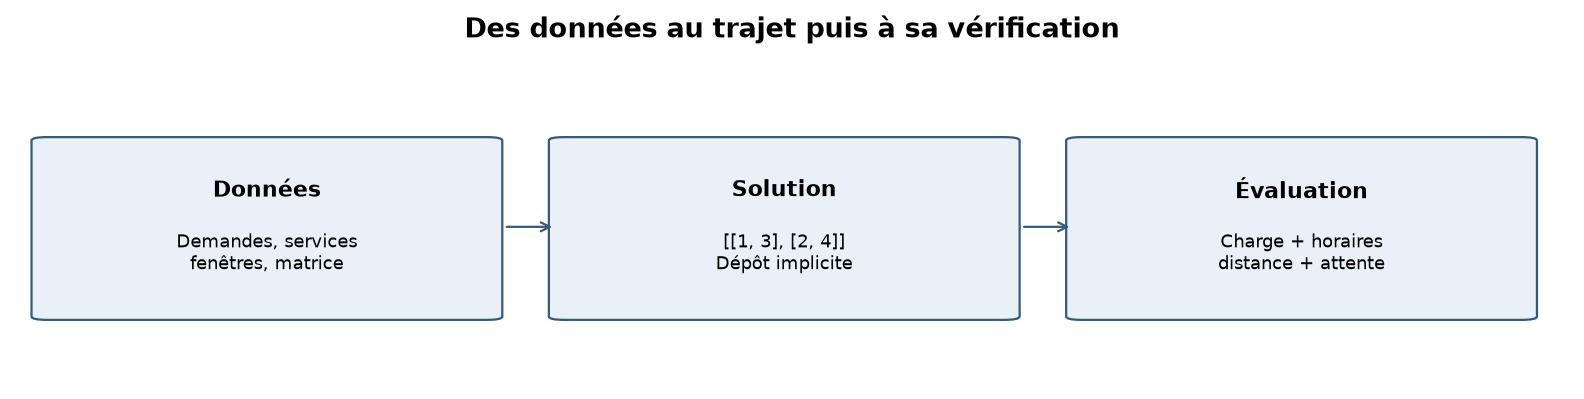 Des données au trajet puis à sa vérification
Données
Demandes, services
fenêtres, matrice
Solution
[[1, 3], [2, 4]]
Dépôt implicite
Évaluation
Charge + horaires
distance + attente